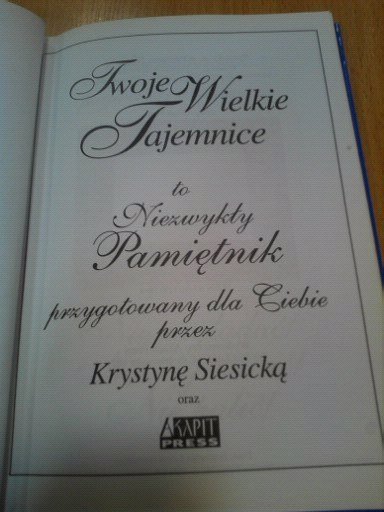 Twoje Wielkie
Tajemnice
to
Niezwykły
Pamiętnik
przygotowany dla Ciebie
przez
Krystynę Siesicką
oraz
AKAPIT
PRESS